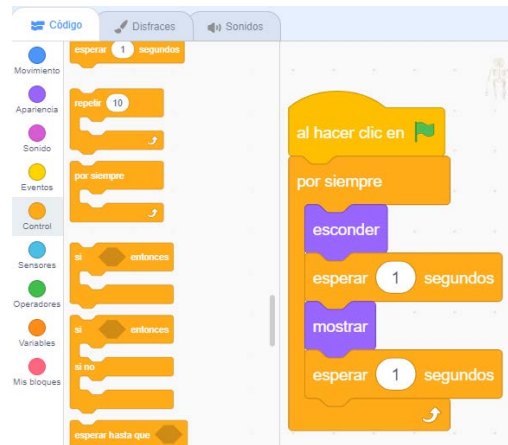 Código
Disfraces
Sonidos
Movimiento
Apariencia
Sonido
Eventos
Control
Sensores
Operadores
Variables
Mis bloques
esperar 1 segundos
repetir 10
por siempre
si entonces
si entonces
si no
esperar hasta que
al hacer clic en
por siempre
esconder
esperar 1 segundos
mostrar
esperar 1 segundos